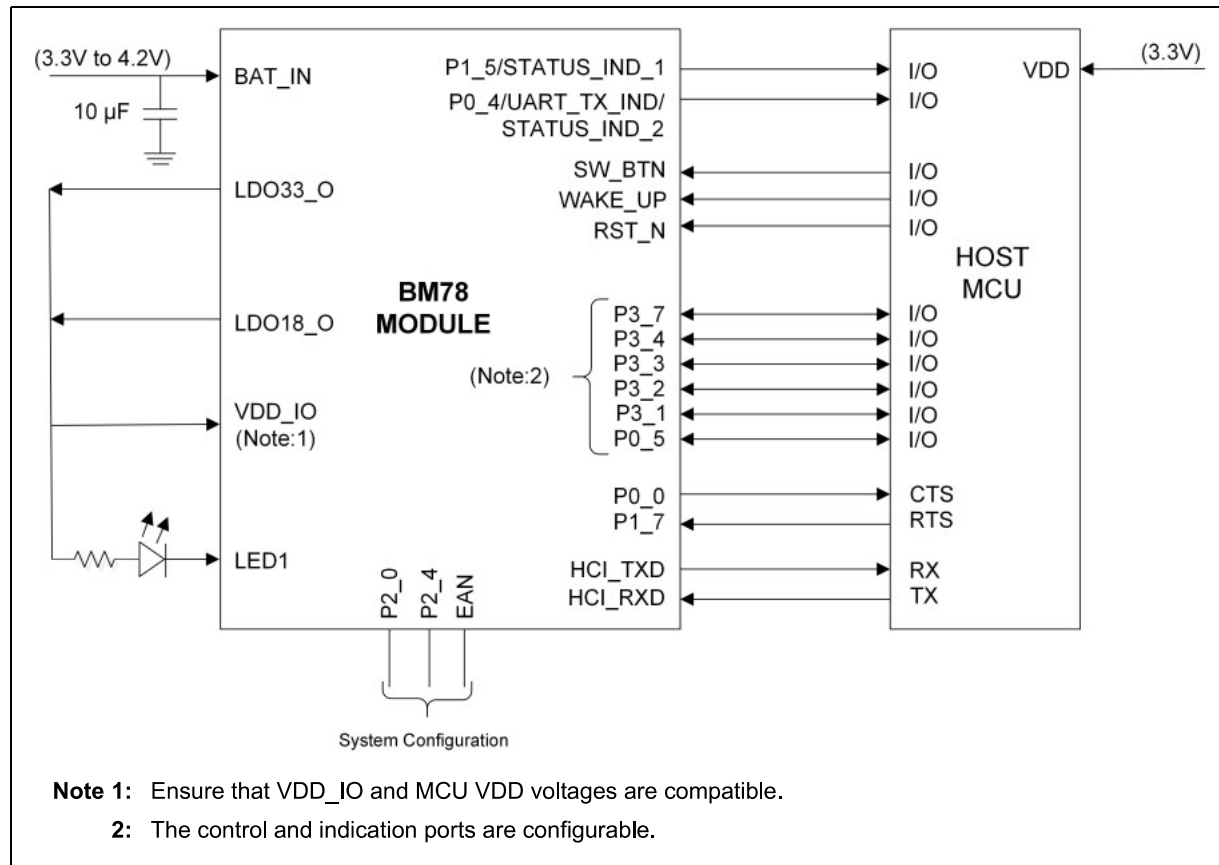 (3.3V to 4.2V)
BAT_IN
10 µF
LDO33_O
LDO18_O
VDD_IO
(Note:1)
LED1
BM78
MODULE
P2_0
P2_4
EAN
System Configuration
P1_5/STATUS_IND_1
P0_4/UART_TX_IND/
STATUS_IND_2
SW_BTN
WAKE_UP
RST_N
(Note:2)
P3_7
P3_4
P3_3
P3_2
P3_1
P0_5
P0_0
P1_7
HCI_TXD
HCI_RXD
I/O
I/O
I/O
I/O
I/O
I/O
I/O
I/O
I/O
I/O
I/O
CTS
RTS
RX
TX
HOST
MCU
VDD
(3.3V)
Note 1: Ensure that VDD_IO and MCU VDD voltages are compatible.
2: The control and indication ports are configurable.